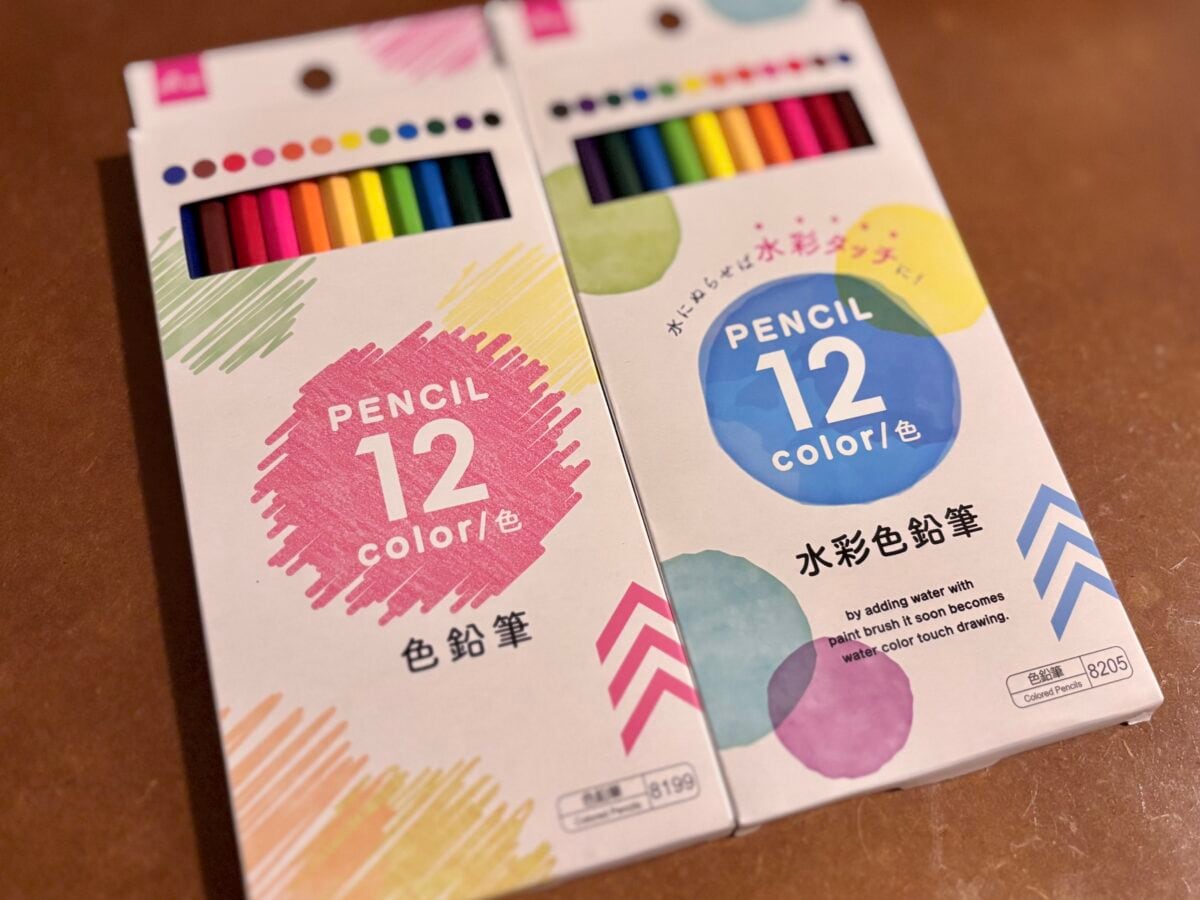 PENCIL
12
color/色
色鉛筆
色鉛筆
Colored Pencils
8199
水にぬらせば水彩タッチに!
PENCIL
12
color/色
水彩色鉛筆
by adding water with
paint brush it soon becomes
water color touch drawing.
色鉛筆
Colored Pencils
8205